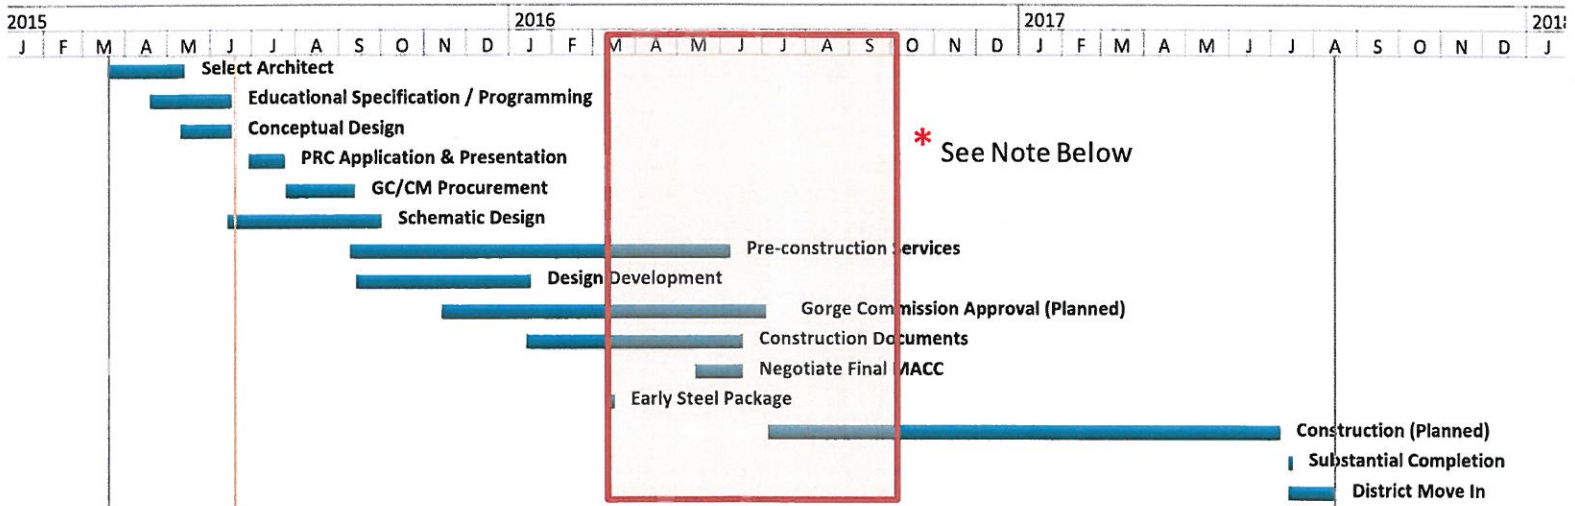 2015 2016 2017 201
J F M A M J J A S O N D J F M A M J J A S O N D J F M A M J J A S O N D J
Select Architect
Educational Specification / Programming
Conceptual Design
* See Note Below
PRC Application & Presentation
GC/CM Procurement
Schematic Design
Pre-construction Services
Design Development
Gorge Commission Approval (Planned)
Construction Documents
Negotiate Final MACC
Early Steel Package
Construction (Planned)
Substantial Completion
District Move In